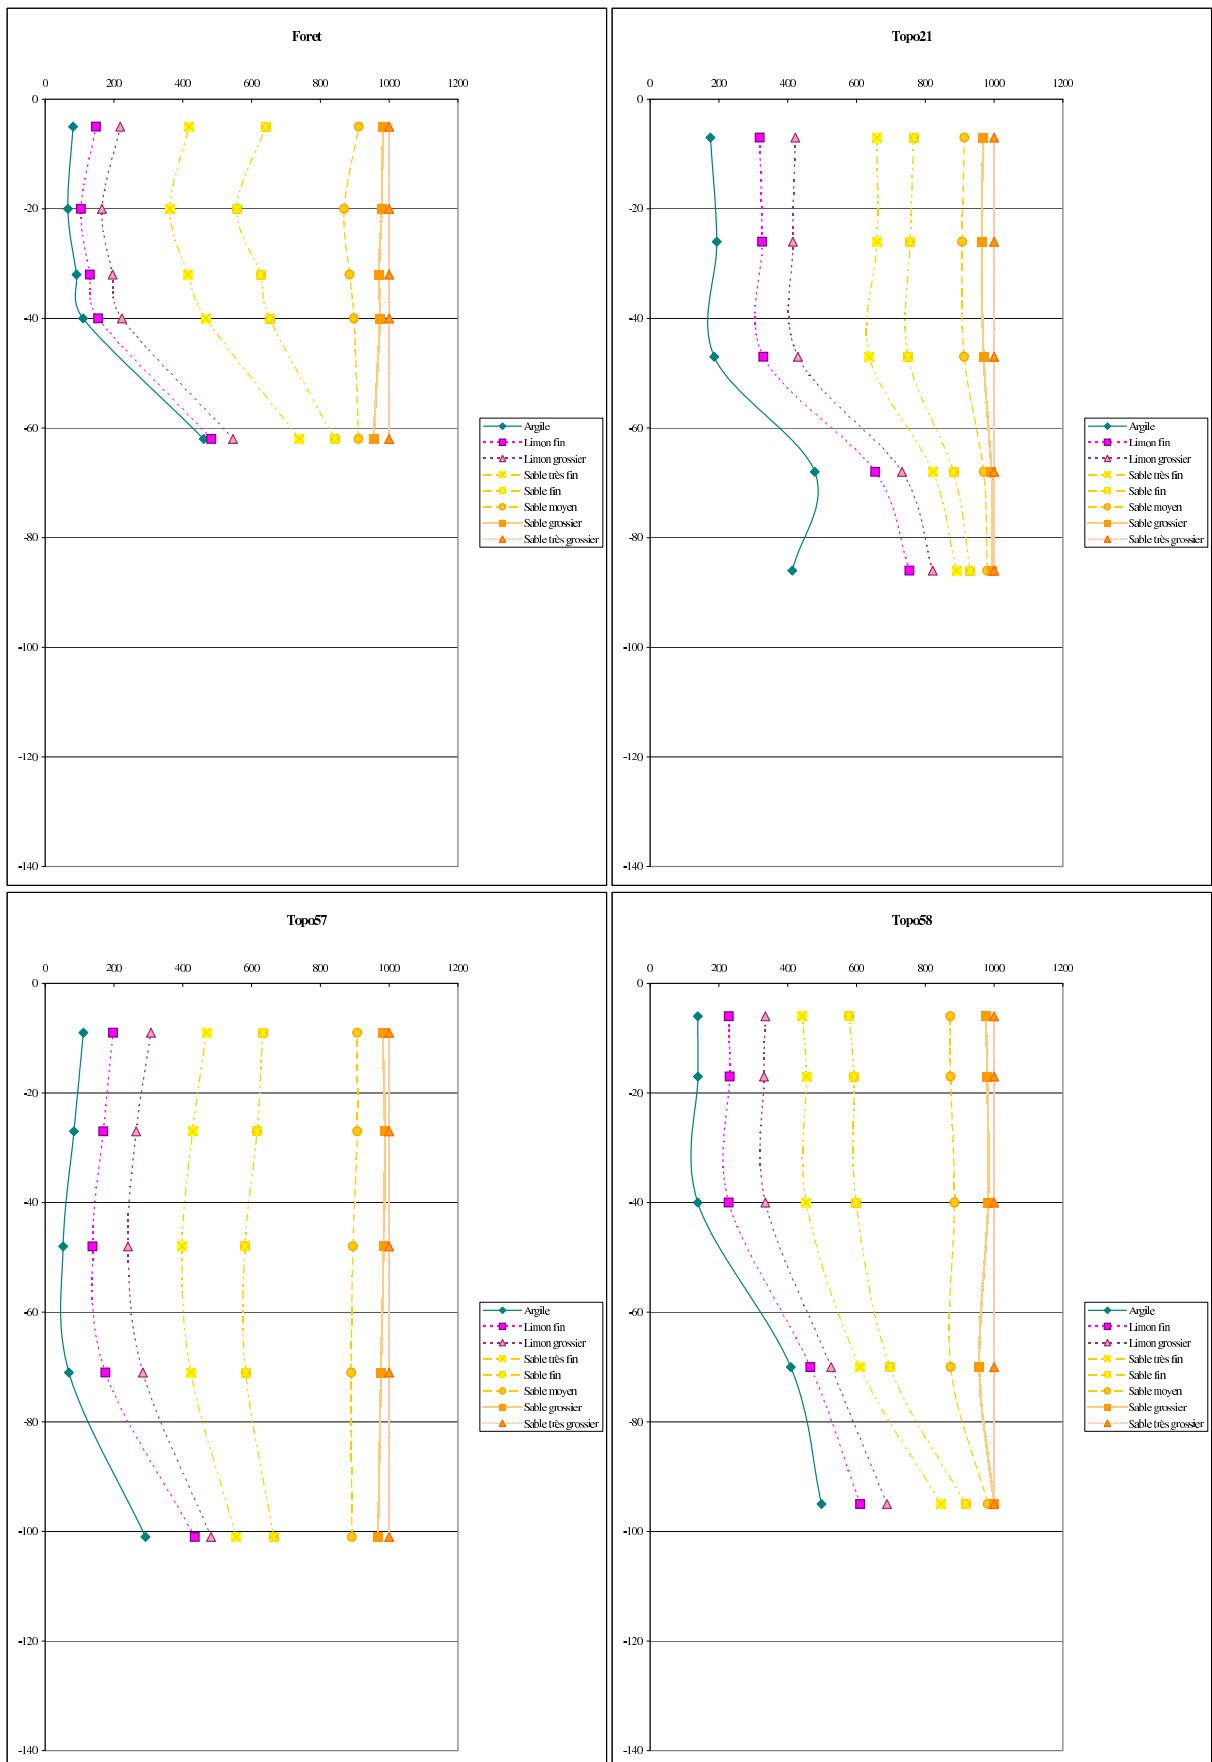 Foret
0 200 400 600 800 1000 1200
0
-20
-40
-60
-80
-100
-120
-140
Argile
Limon fin
Limon grossier
Sable très fin
Sable fin
Sable moyen
Sable grossier
Sable très grossier
Topo21
0 200 400 600 800 1000 1200
0
-20
-40
-60
-80
-100
-120
-140
Argile
Limon fin
Limon grossier
Sable très fin
Sable fin
Sable moyen
Sable grossier
Sable très grossier
Topo57
0 200 400 600 800 1000 1200
0
-20
-40
-60
-80
-100
-120
-140
Argile
Limon fin
Limon grossier
Sable très fin
Sable fin
Sable moyen
Sable grossier
Sable très grossier
Topo58
0 200 400 600 800 1000 1200
0
-20
-40
-60
-80
-100
-120
-140
Argile
Limon fin
Limon grossier
Sable très fin
Sable fin
Sable moyen
Sable grossier
Sable très grossier